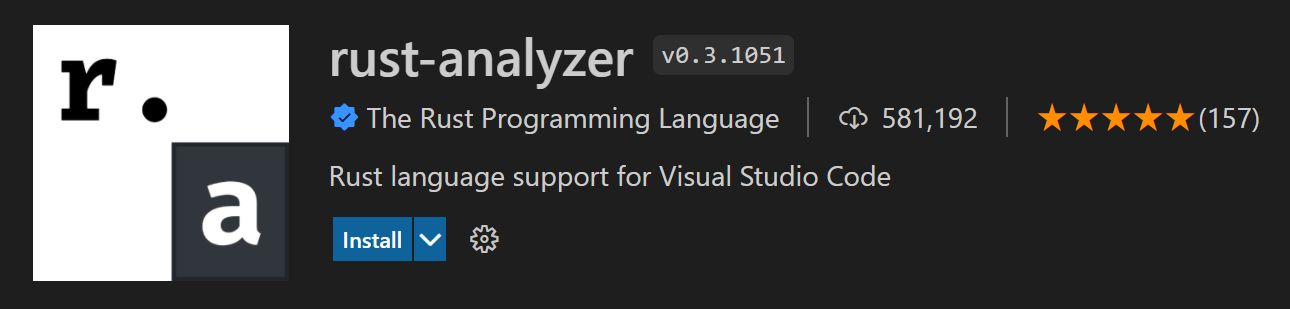 r.
a
rust-analyzer v0.3.1051
The Rust Programming Language 581,192 ★★★★★(157)
Rust language support for Visual Studio Code
Install